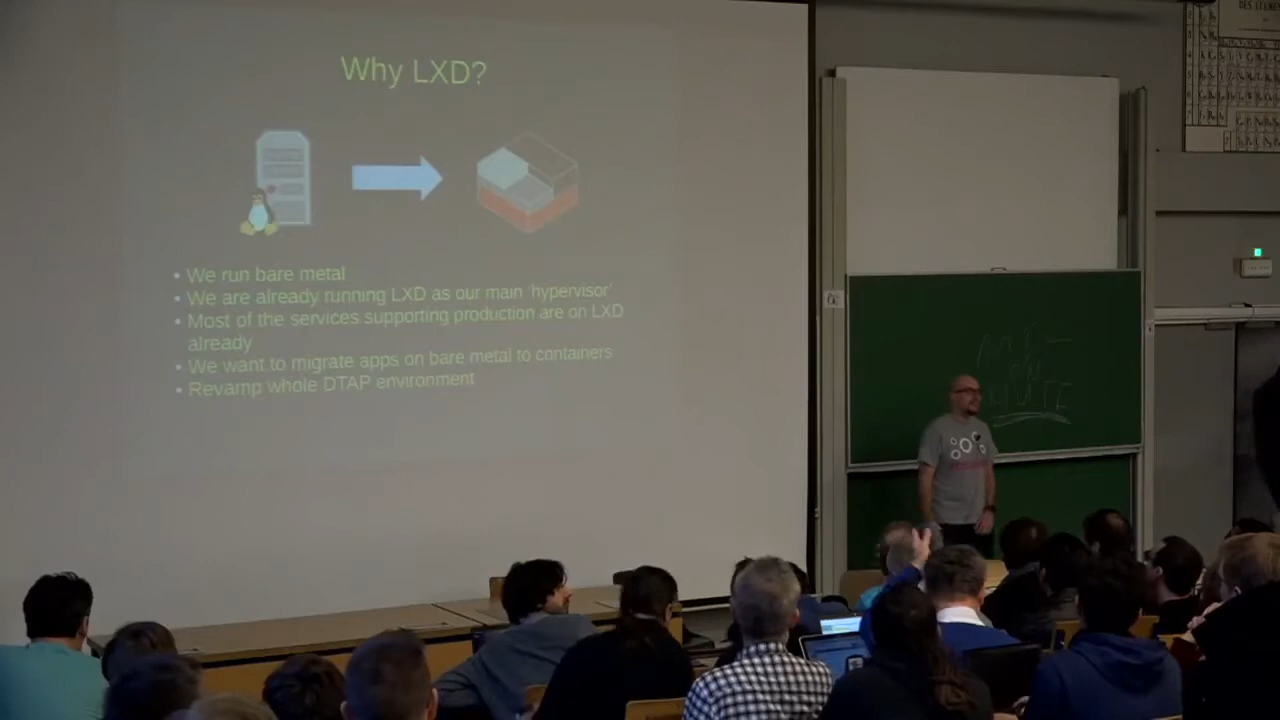 Why LXD?
• We run bare metal
• We are already running LXD as our main 'hypervisor'
• Most of the services supporting production are on LXD
already
• We want to migrate apps on bare metal to containers
• Revamp whole DTAP environment